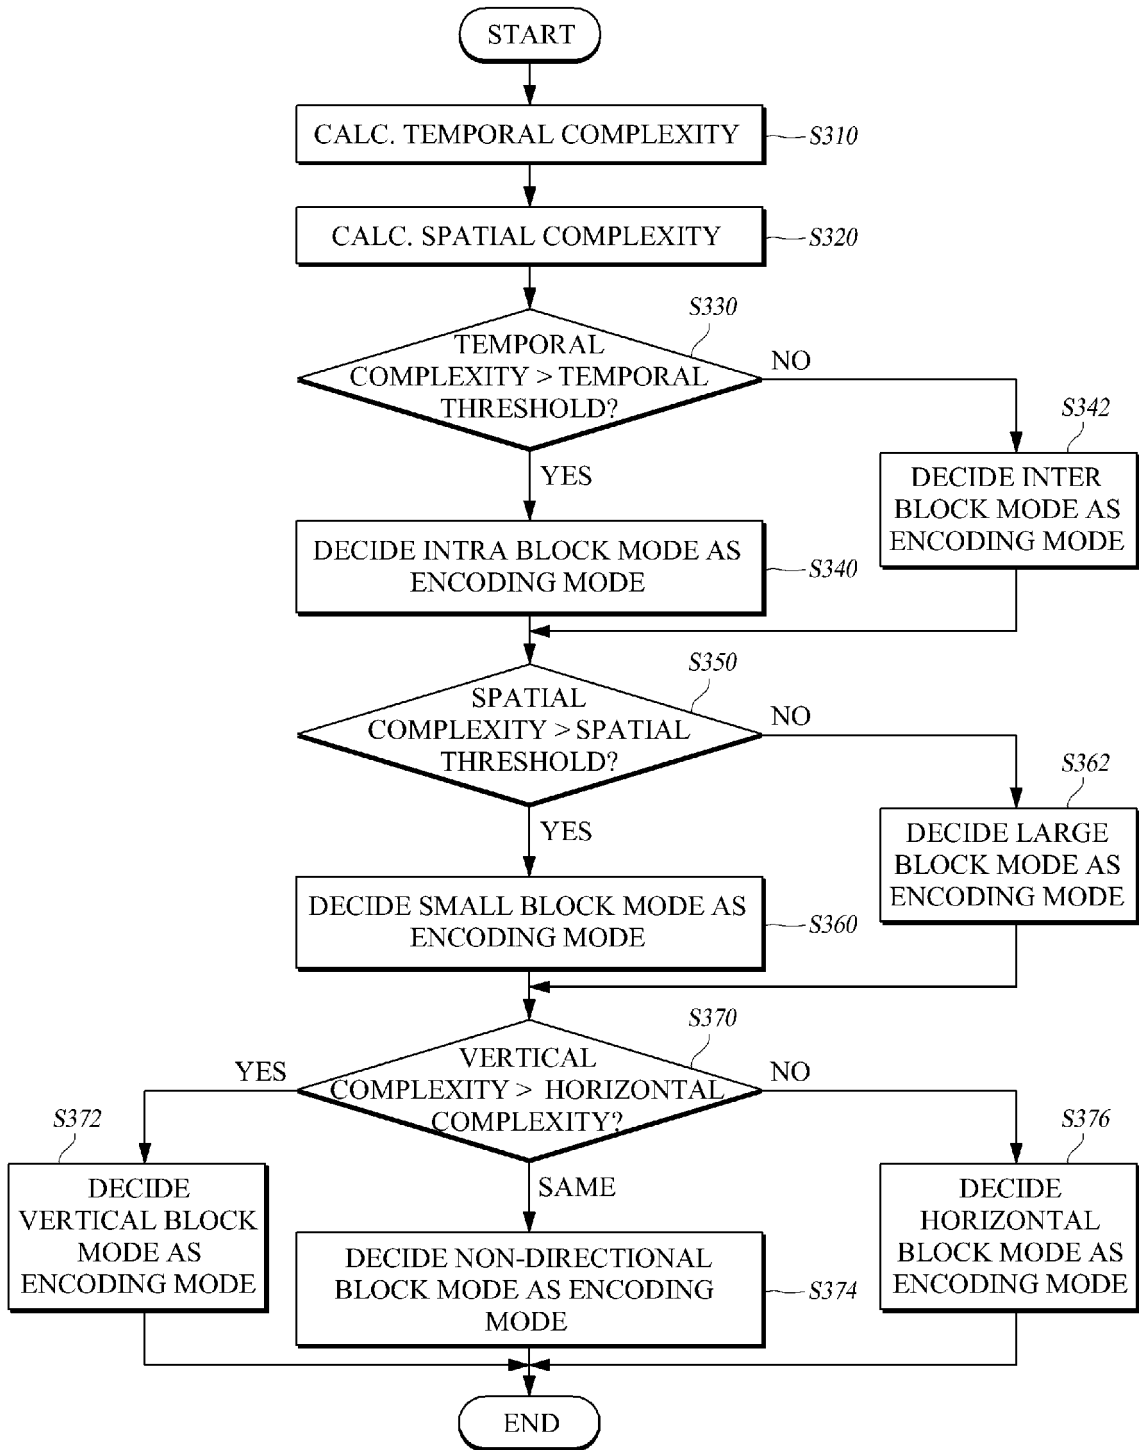 START
CALC. TEMPORAL COMPLEXITY
S310
CALC. SPATIAL COMPLEXITY
S320
S330
TEMPORAL
COMPLEXITY > TEMPORAL
THRESHOLD?
NO
YES
S342
DECIDE INTER
BLOCK MODE AS
ENCODING MODE
DECIDE INTRA BLOCK MODE AS
ENCODING MODE
S340
S350
SPATIAL
COMPLEXITY > SPATIAL
THRESHOLD?
NO
YES
S362
DECIDE LARGE
BLOCK MODE AS
ENCODING MODE
DECIDE SMALL BLOCK MODE AS
ENCODING MODE
S360
S370
VERTICAL
COMPLEXITY > HORIZONTAL
COMPLEXITY?
YES
NO
SAME
S372
DECIDE
VERTICAL BLOCK
MODE AS
ENCODING MODE
DECIDE NON-DIRECTIONAL
BLOCK MODE AS ENCODING
MODE
S374
S376
DECIDE
HORIZONTAL
BLOCK MODE AS
ENCODING MODE
END